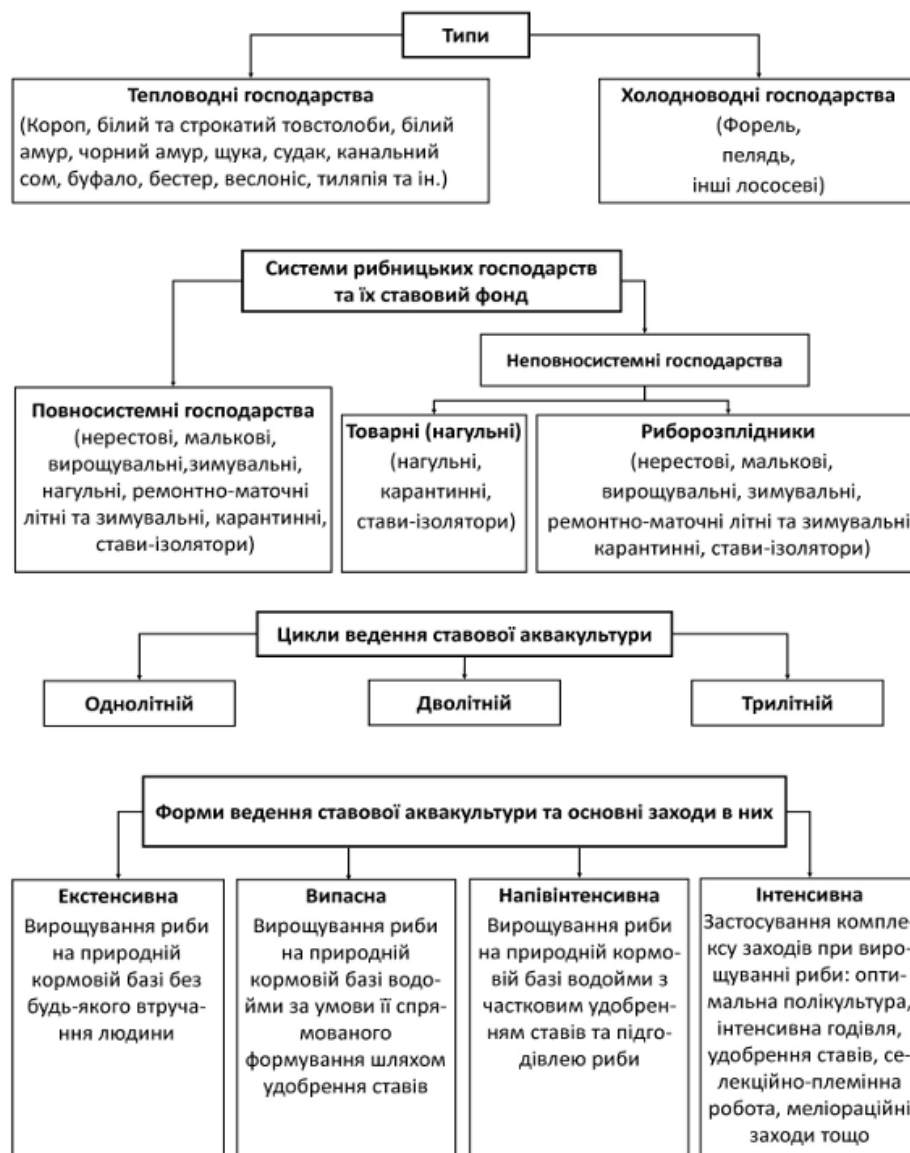 Типи
Тепловодні господарства
(Короп, білий та строкатий товстолоби, білий
амур, чорний амур, щука, судак, канальний
сом, буфало, бестер, веслоніс, тиляпія та ін.)
Холодноводні господарства
(Форель,
пелядь,
інші лососеві)
Системи рибницьких господарств
та їх ставовий фонд
Неповносистемні господарства
Повносистемні господарства
(нерестові, малькові,
вирощувальні,зимувальні,
нагульні, ремонтно-маточні
літні та зимувальні, карантинні,
стави-ізолятори)
Товарні (нагульні)
(нагульні,
карантинні,
стави-ізолятори)
Риборозплідники
(нерестові, малькові,
вирощувальні, зимувальні,
ремонтно-маточні літні та зимувальні
карантинні, стави-ізолятори)
Цикли ведення ставової аквакультури
Однолітній
Дволітній
Трилітній
Форми ведення ставової аквакультури та основні заходи в них
Екстенсивна
Вирощування риби
на природній
кормовій базі без
будь-якого втруча-
ння людини
Випасна
Вирощування риби
на природній
кормовій базі водо-
йми за умови її спря-
мованого
формування шляхом
удобрення ставів
Напівінтенсивна
Вирощування риби
на природній кормо-
вій базі водойми з
частковим удобрен-
ням ставів та підго-
дівлею риби
Інтенсивна
Застосування компле-
ксу заходів при виро-
щуванні риби: опти-
мальна полікультура,
інтенсивна годівля,
удобрення ставів, се-
лекційно-племінна
робота, меліораційні
заходи тощо